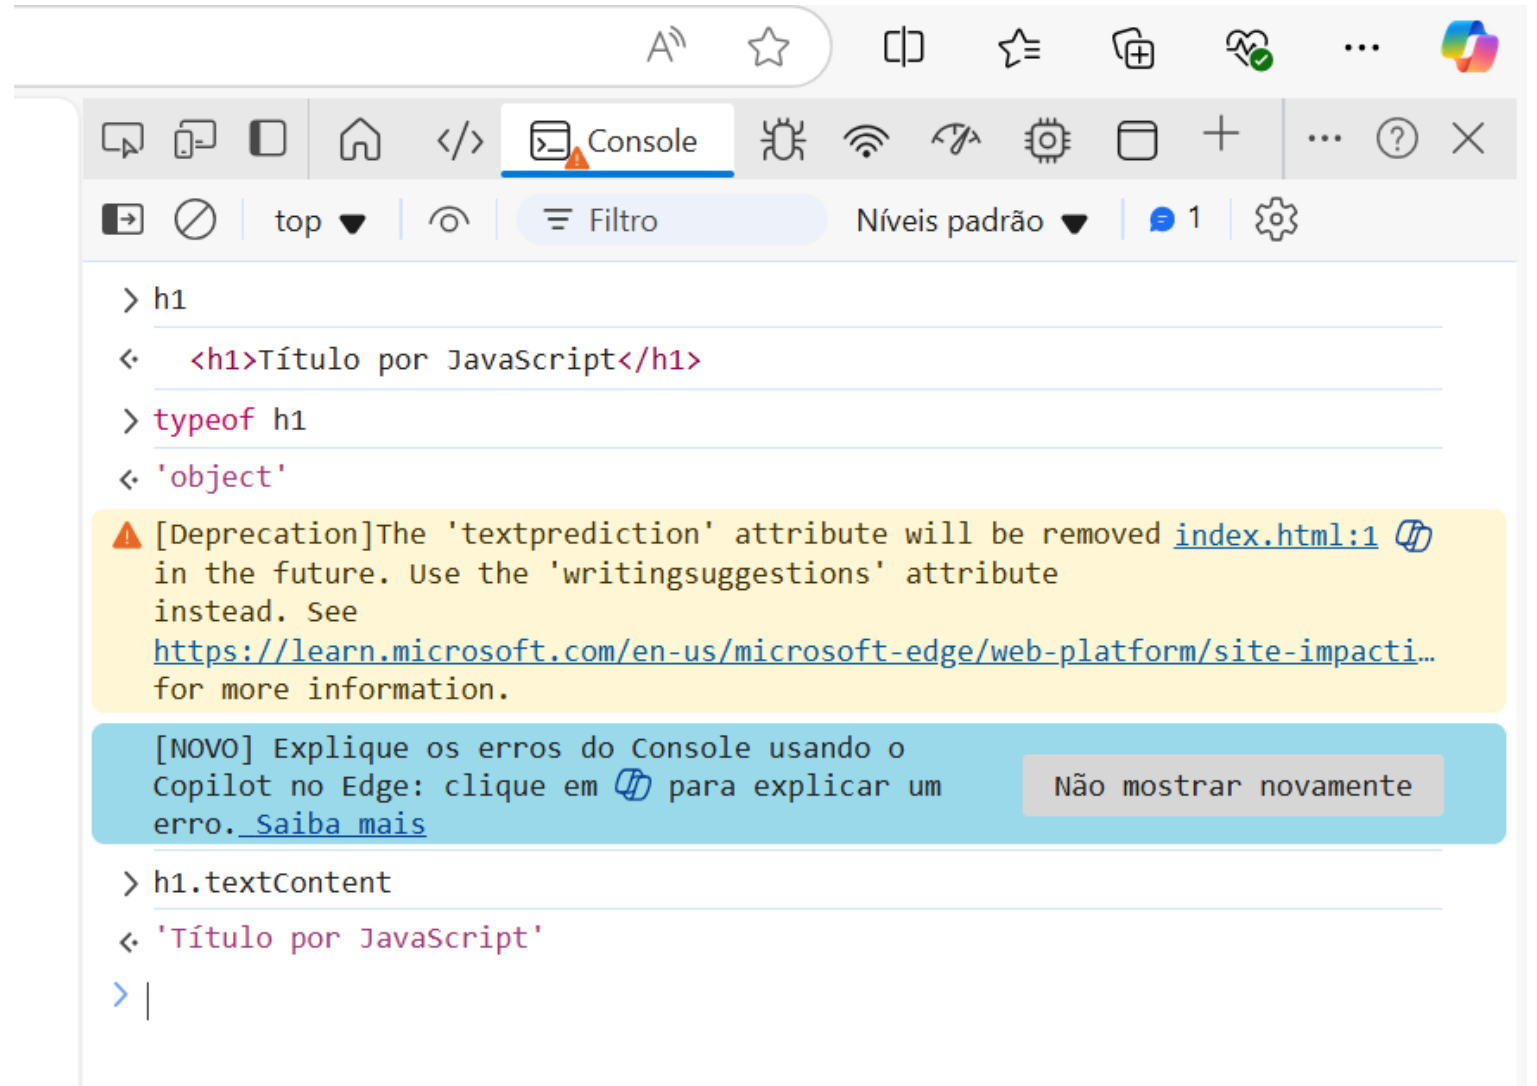 Console
top
Filtro
Níveis padrão
1
> h1
<h1>Título por JavaScript</h1>
> typeof h1
'object'
[Deprecation]The 'textprediction' attribute will be removed index.html:1
in the future. Use the 'writingsuggestions' attribute
instead. See
https://learn.microsoft.com/en-us/microsoft-edge/web-platform/site-impacti…
for more information.
[NOVO] Explique os erros do Console usando o
Copilot no Edge: clique em para explicar um
erro. Saiba mais
Não mostrar novamente
> h1.textContent
'Título por JavaScript'
>